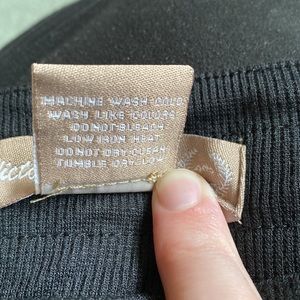 MACHINE WASH COLD
WASH LIKE COLORS
DO NOT BLEACH
LOW IRON HEAT
DO NOT DRY CLEAN
TUMBLE DRY LOW